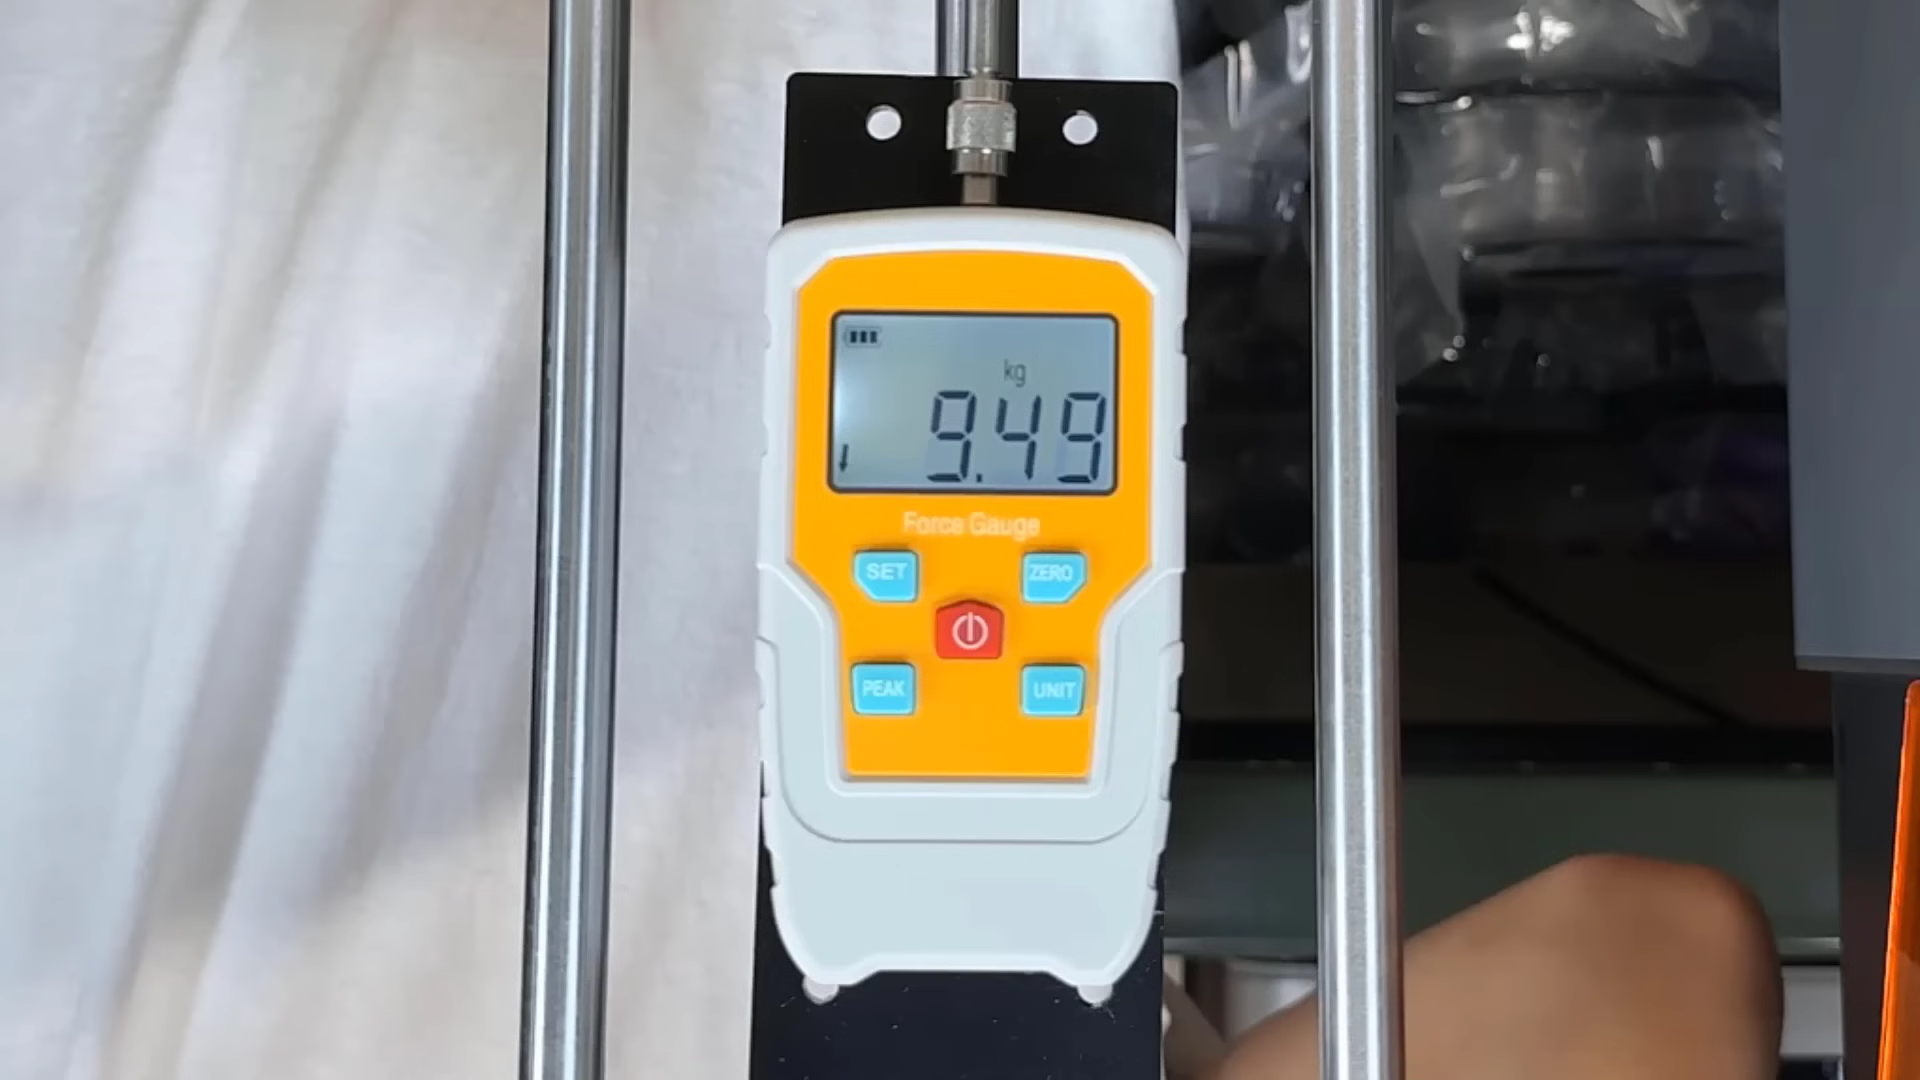 kg
9.49
Force Gauge
SET
ZERO
PEAK
UNIT